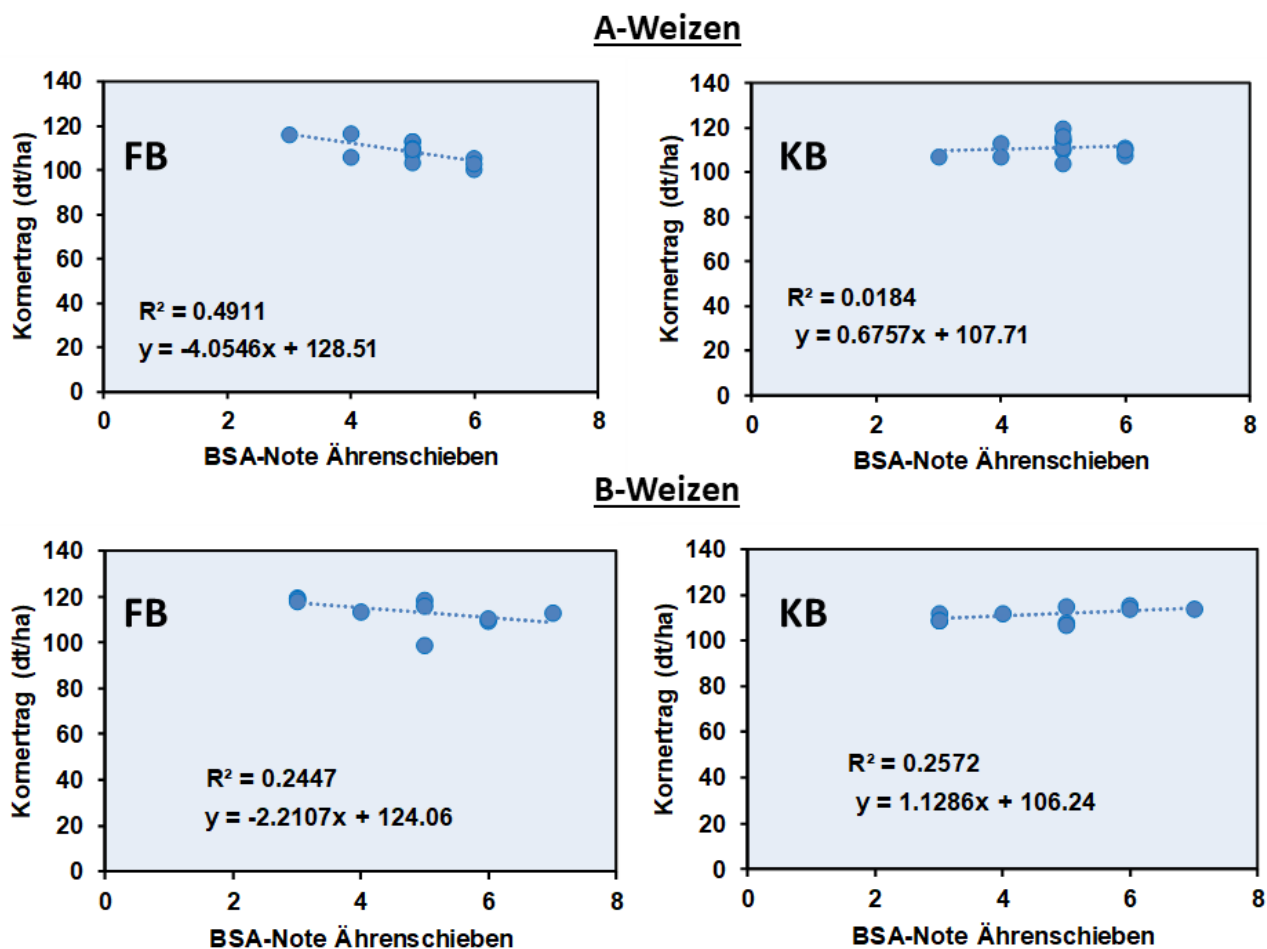 A-Weizen
Kornertrag (dt/ha)
140
120
100
80
60
40
20
0
FB
R² = 0.4911
y = -4.0546x + 128.51
0 2 4 6 8
BSA-Note Ährenschieben
Kornertrag (dt/ha)
140
120
100
80
60
40
20
0
KB
R² = 0.0184
y = 0.6757x + 107.71
0 2 4 6 8
BSA-Note Ährenschieben
B-Weizen
Kornertrag (dt/ha)
140
120
100
80
60
40
20
0
FB
R² = 0.2447
y = -2.2107x + 124.06
0 2 4 6 8
BSA-Note Ährenschieben
Kornertrag (dt/ha)
140
120
100
80
60
40
20
0
KB
R² = 0.2572
y = 1.1286x + 106.24
0 2 4 6 8
BSA-Note Ährenschieben